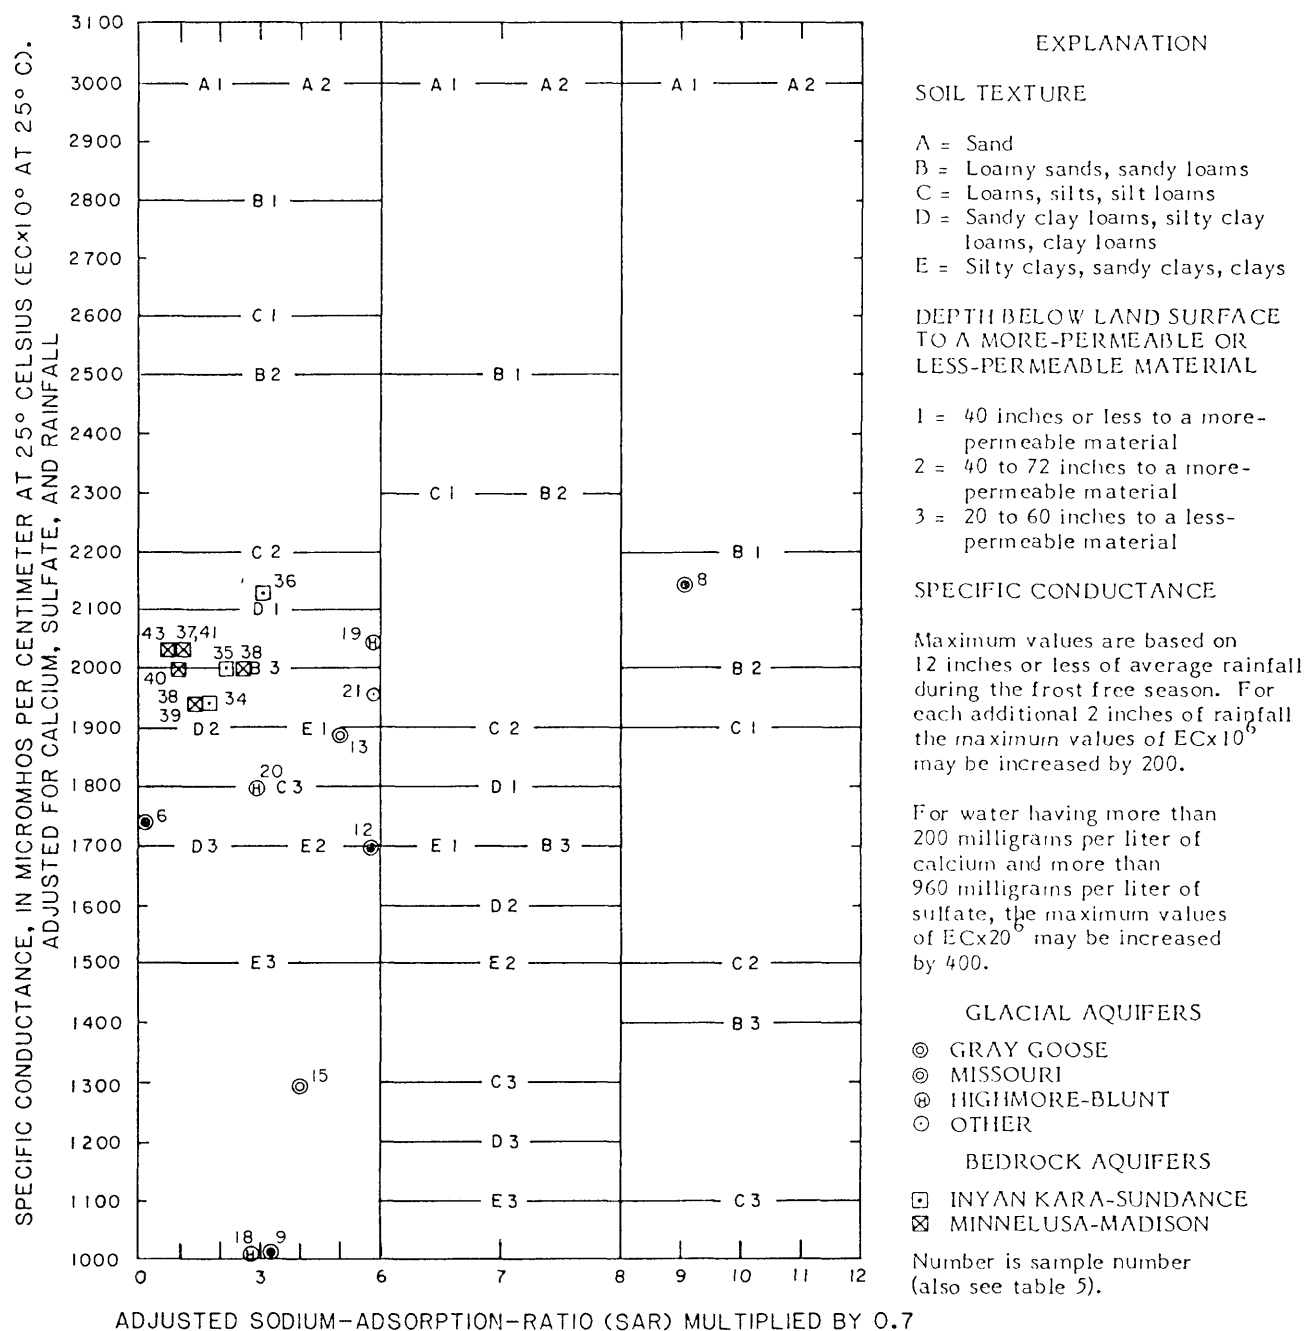 SPECIFIC CONDUCTANCE, IN MICROMHOS PER CENTIMETER AT 25° CELSIUS (EC×10⁶ AT 25° C).
ADJUSTED FOR CALCIUM, SULFATE, AND RAINFALL
3100
3000
2900
2800
2700
2600
2500
2400
2300
2200
2100
2000
1900
1800
1700
1600
1500
1400
1300
1200
1100
1000
A1 A2 A1 A2 A1 A2
B1
C1
B2 B1
C1 B2
C2 B1
36 8
D1
43 37,41 19
35 38
B3 B2
40 21
38 34
39
D2 E1 C2 C1
13
20
C3 D1
6 12
D3 E2 E1 B3
D2
E3 E2 C2
B3
15 C3
D3
E3 C3
18 9
0 3 6 7 8 9 10 11 12
ADJUSTED SODIUM-ADSORPTION-RATIO (SAR) MULTIPLIED BY 0.7
EXPLANATION
SOIL TEXTURE
A = Sand
B = Loamy sands, sandy loams
C = Loams, silts, silt loams
D = Sandy clay loams, silty clay
loams, clay loams
E = Silty clays, sandy clays, clays
DEPTH BELOW LAND SURFACE
TO A MORE-PERMEABLE OR
LESS-PERMEABLE MATERIAL
1 = 40 inches or less to a more-
permeable material
2 = 40 to 72 inches to a more-
permeable material
3 = 20 to 60 inches to a less-
permeable material
SPECIFIC CONDUCTANCE
Maximum values are based on
12 inches or less of average rainfall
during the frost free season. For
each additional 2 inches of rainfall
the maximum values of ECx10⁶
may be increased by 200.
For water having more than
200 milligrams per liter of
calcium and more than
960 milligrams per liter of
sulfate, the maximum values
of ECx20⁶ may be increased
by 400.
GLACIAL AQUIFERS
GRAY GOOSE
MISSOURI
H HIGHMORE-BLUNT
OTHER
BEDROCK AQUIFERS
INYAN KARA-SUNDANCE
MINNELUSA-MADISON
Number is sample number
(also see table 5).